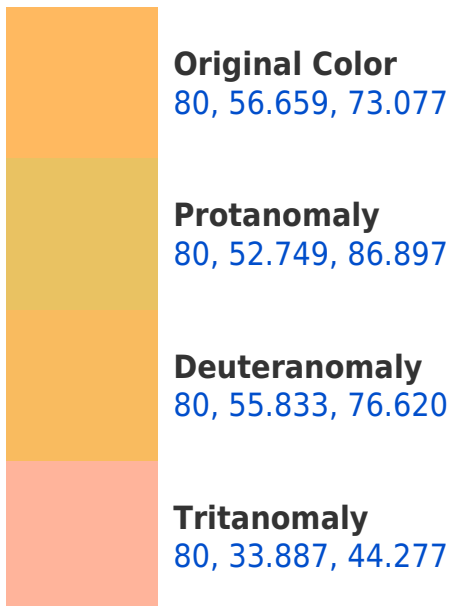 Original Color
80, 56.659, 73.077
Protanomaly
80, 52.749, 86.897
Deuteranomaly
80, 55.833, 76.620
Tritanomaly
80, 33.887, 44.277